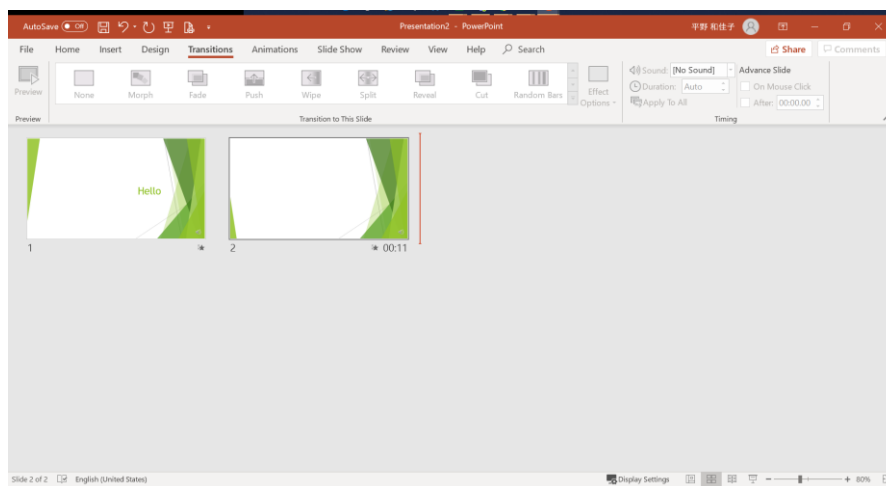 AutoSave Off Presentation2 - PowerPoint 平野 和佳子
File Home Insert Design Transitions Animations Slide Show Review View Help Search Share Comments
Preview None Morph Fade Push Wipe Split Reveal Cut Random Bars Effect Options
Sound: [No Sound] Advance Slide
Duration: Auto On Mouse Click
Apply To All After: 00:00.00
Preview Transition to This Slide Timing
Hello
1 2 00:11
Slide 2 of 2 English (United States) Display Settings 80%